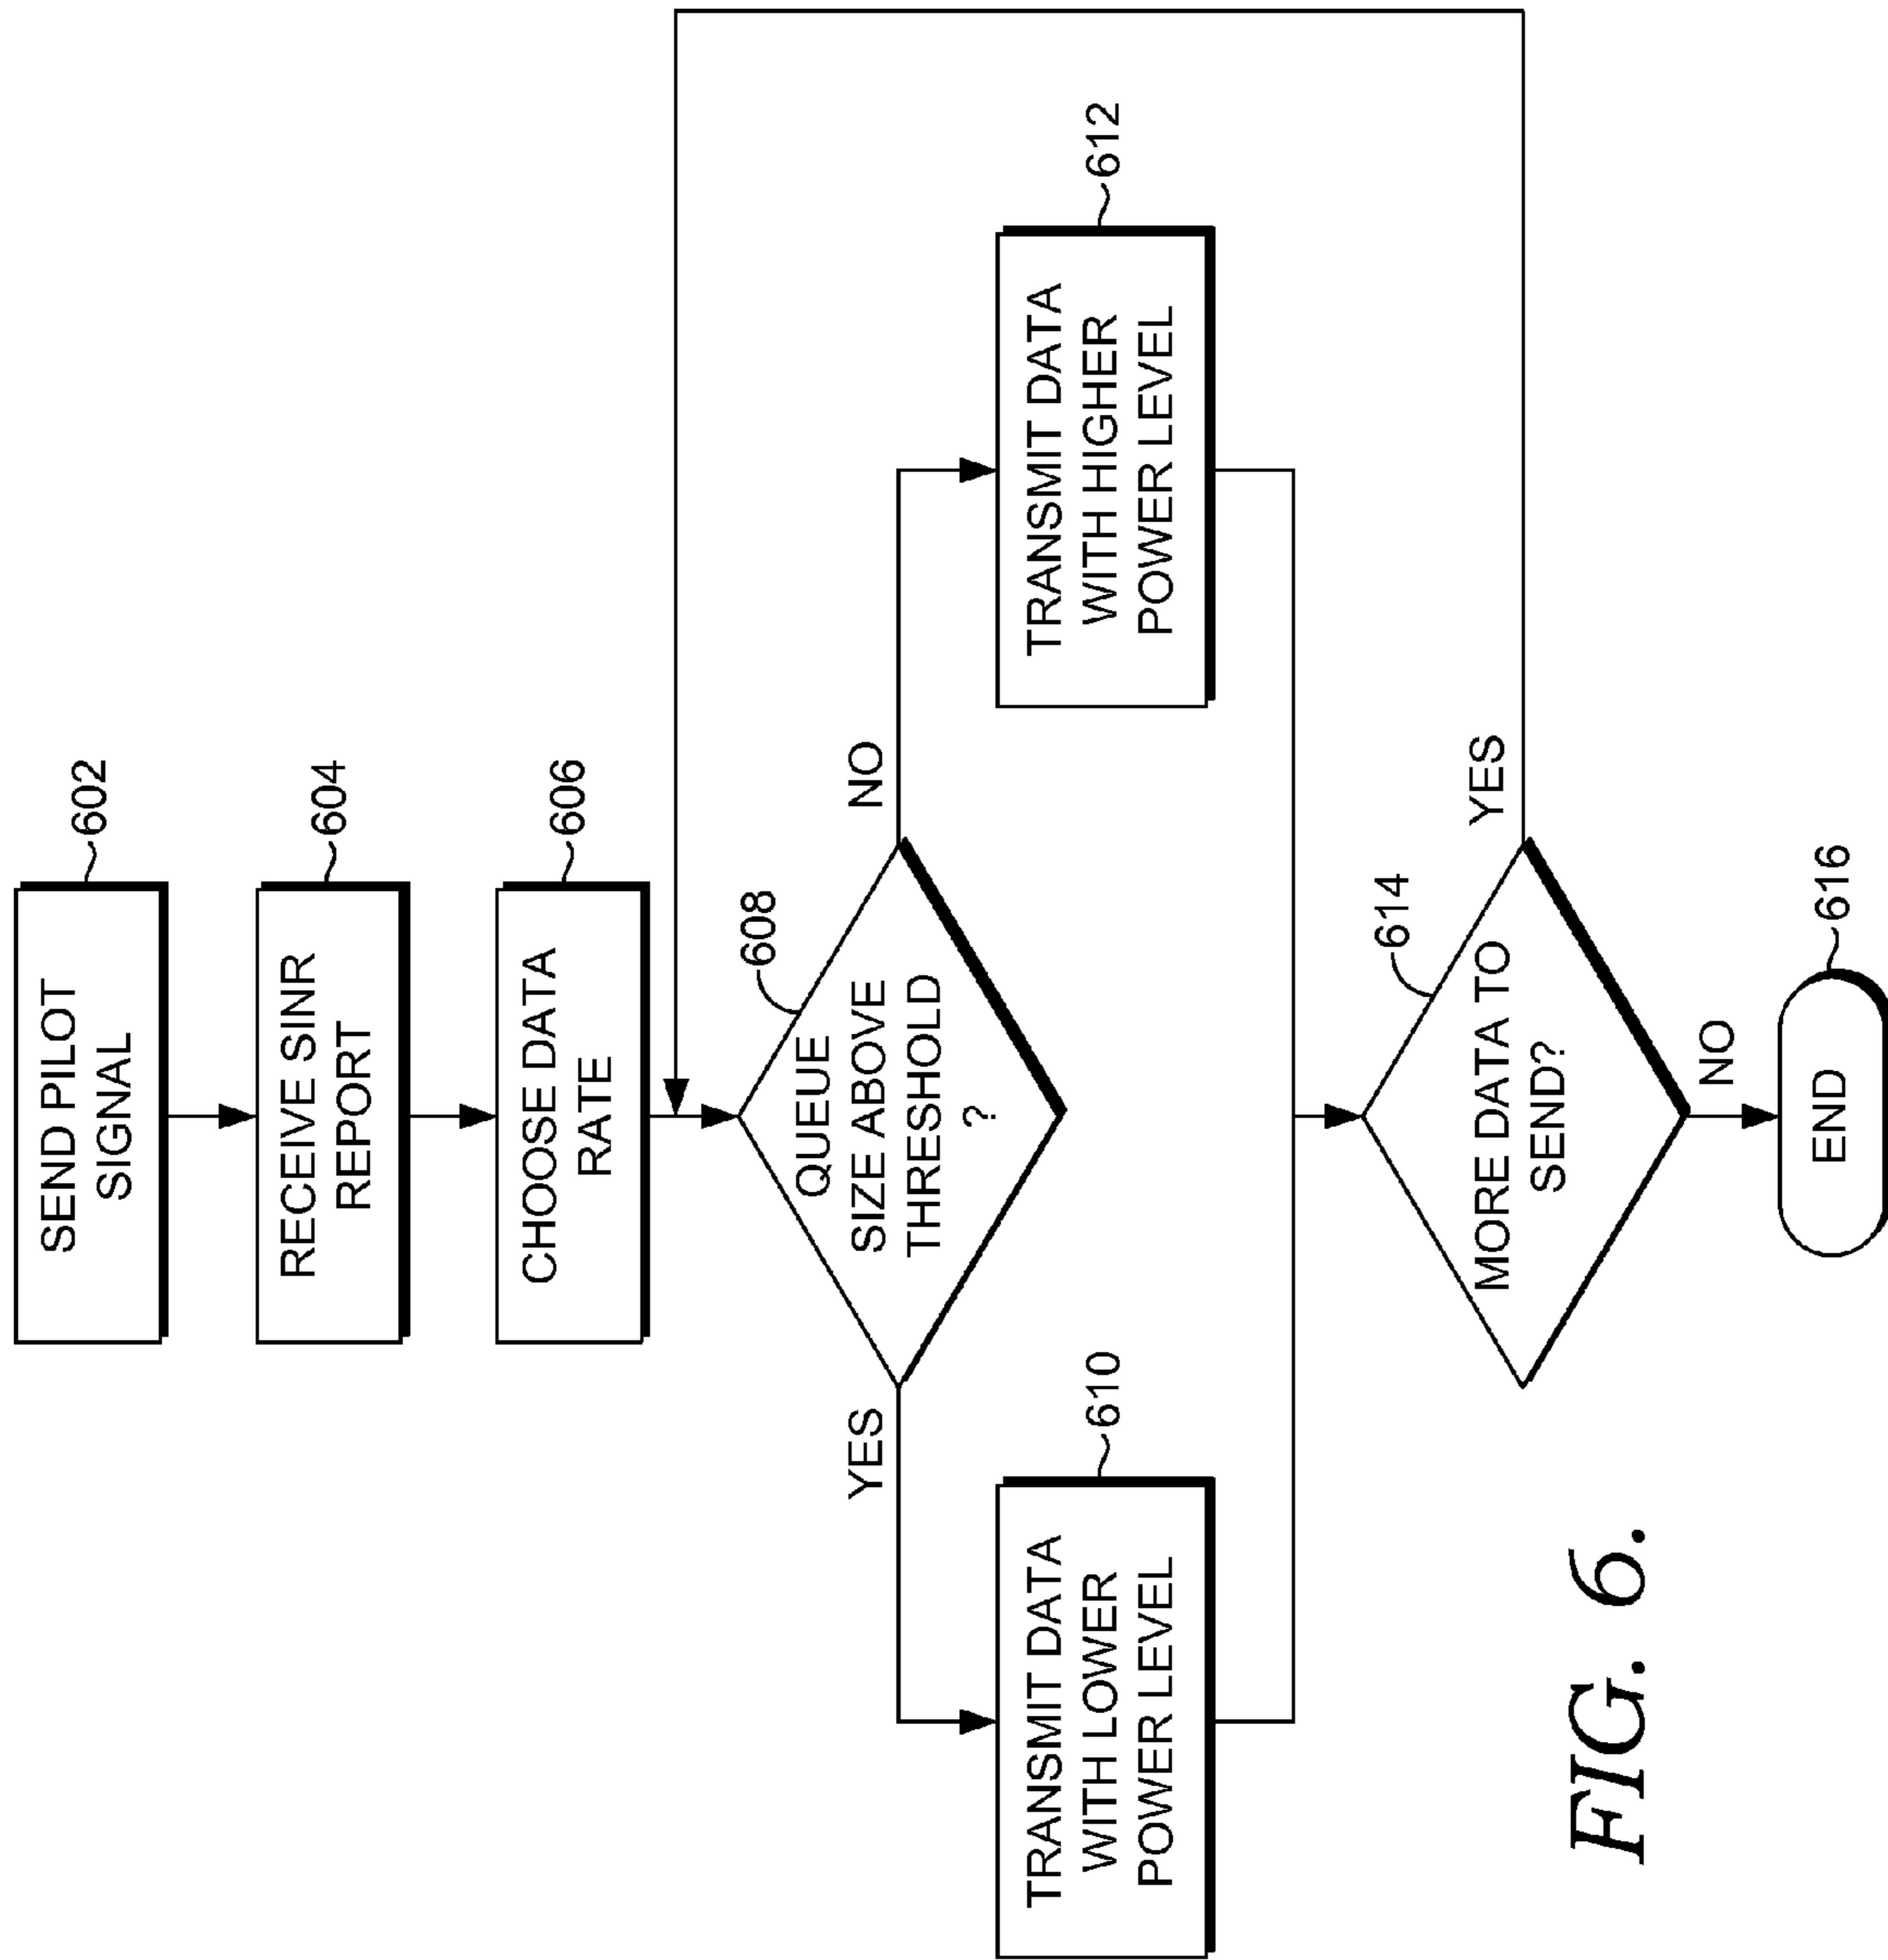 SEND PILOT
SIGNAL
602
RECEIVE SINR
REPORT
604
CHOOSE DATA
RATE
606
QUEUE
SIZE ABOVE
THRESHOLD
?
608
YES
NO
TRANSMIT DATA
WITH LOWER
POWER LEVEL
610
TRANSMIT DATA
WITH HIGHER
POWER LEVEL
612
MORE DATA TO
SEND?
614
YES
NO
END
616
FIG. 6.